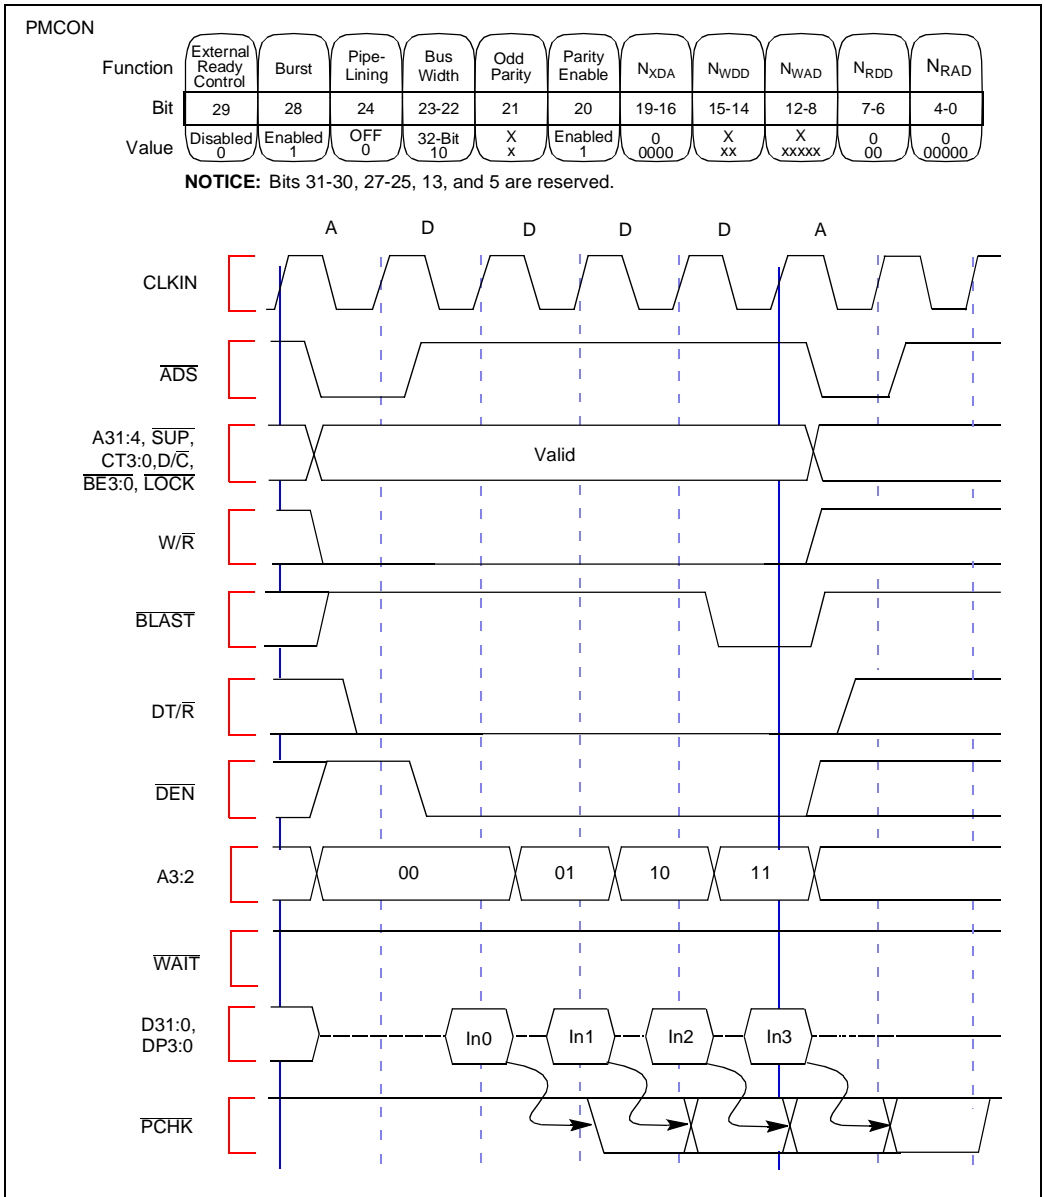 PMCON
Function External Ready Control Burst Pipe-Lining Bus Width Odd Parity Parity Enable NXDA NWDD NWAD NRDD NRAD
Bit 29 28 24 23-22 21 20 19-16 15-14 12-8 7-6 4-0
Value Disabled 0 Enabled 1 OFF 0 32-Bit 10 X x Enabled 1 0 0000 X xx X xxxxx 0 00 0 00000
NOTICE: Bits 31-30, 27-25, 13, and 5 are reserved.
A D D D D A
CLKIN
ADS
A31:4, SUP,
CT3:0,D/C,
BE3:0, LOCK
Valid
W/R
BLAST
DT/R
DEN
A3:2 00 01 10 11
WAIT
D31:0,
DP3:0
In0 In1 In2 In3
PCHK